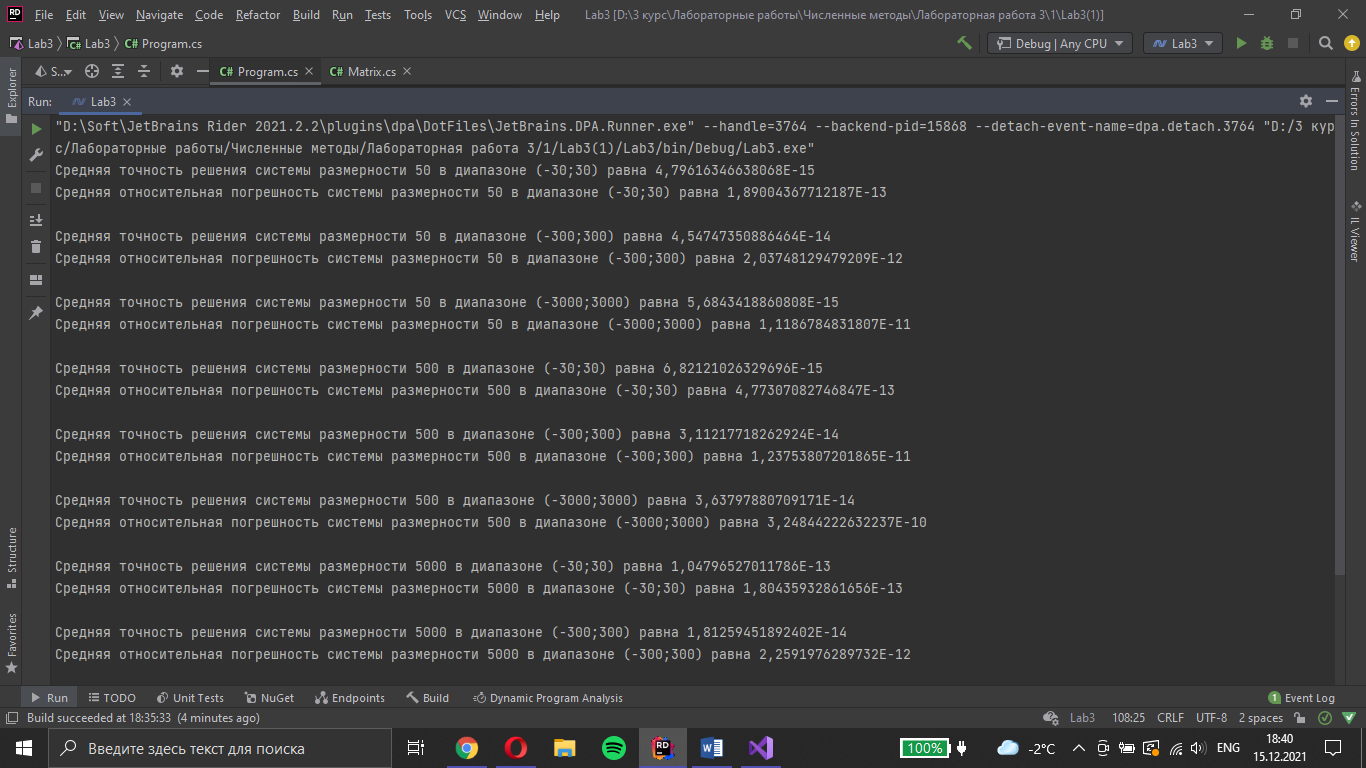 File Edit View Navigate Code Refactor Build Run Tests Tools VCS Window Help Lab3 [D:\3 курс\Лабораторные работы\Численные методы\Лабораторная работа 3\1\Lab3(1)]
Lab3 Lab3 C# Program.cs Debug | Any CPU Lab3
Explorer S... C# Program.cs C# Matrix.cs Errors In Solution
Run: Lab3
"D:\Soft\JetBrains Rider 2021.2.2\plugins\dpa\DotFiles\JetBrains.DPA.Runner.exe" --handle=3764 --backend-pid=15868 --detach-event-name=dpa.detach.3764 "D:/3 кур
с/Лабораторные работы/Численные методы/Лабораторная работа 3/1/Lab3(1)/Lab3/bin/Debug/Lab3.exe"
Средняя точность решения системы размерности 50 в диапазоне (-30;30) равна 4,79616346638068E-15
Средняя относительная погрешность системы размерности 50 в диапазоне (-30;30) равна 1,89004367712187E-13
IL Viewer
Средняя точность решения системы размерности 50 в диапазоне (-300;300) равна 4,54747350886464E-14
Средняя относительная погрешность системы размерности 50 в диапазоне (-300;300) равна 2,03748129479209E-12
Средняя точность решения системы размерности 50 в диапазоне (-3000;3000) равна 5,6843418860808E-15
Средняя относительная погрешность системы размерности 50 в диапазоне (-3000;3000) равна 1,1186784831807E-11
Средняя точность решения системы размерности 500 в диапазоне (-30;30) равна 6,82121026329696E-15
Средняя относительная погрешность системы размерности 500 в диапазоне (-30;30) равна 4,77307082746847E-13
Средняя точность решения системы размерности 500 в диапазоне (-300;300) равна 3,11217718262924E-14
Средняя относительная погрешность системы размерности 500 в диапазоне (-300;300) равна 1,23753807201865E-11
Средняя точность решения системы размерности 500 в диапазоне (-3000;3000) равна 3,63797880709171E-14
Средняя относительная погрешность системы размерности 500 в диапазоне (-3000;3000) равна 3,24844222632237E-10
Structure
Средняя точность решения системы размерности 5000 в диапазоне (-30;30) равна 1,04796527011786E-13
Средняя относительная погрешность системы размерности 5000 в диапазоне (-30;30) равна 1,80435932861656E-13
Favorites
Средняя точность решения системы размерности 5000 в диапазоне (-300;300) равна 1,81259451892402E-14
Средняя относительная погрешность системы размерности 5000 в диапазоне (-300;300) равна 2,2591976289732E-12
Run TODO Unit Tests NuGet Endpoints Build Dynamic Program Analysis 1 Event Log
Build succeeded at 18:35:33 (4 minutes ago) Lab3 108:25 CRLF UTF-8 2 spaces
Введите здесь текст для поиска 100% -2°C ENG 18:40
15.12.2021